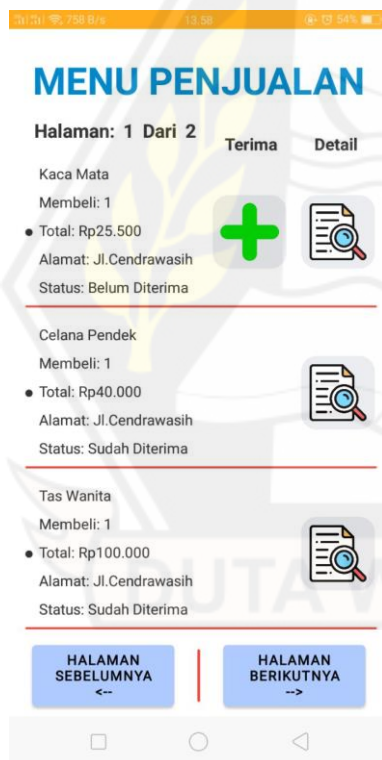 758 B/s 13.58 54%
MENU PENJUALAN
Halaman: 1 Dari 2
Terima Detail
Kaca Mata
Membeli: 1
Total: Rp25.500
Alamat: Jl.Cendrawasih
Status: Belum Diterima
Celana Pendek
Membeli: 1
Total: Rp40.000
Alamat: Jl.Cendrawasih
Status: Sudah Diterima
Tas Wanita
Membeli: 1
Total: Rp100.000
Alamat: Jl.Cendrawasih
Status: Sudah Diterima
DUTA W
HALAMAN
SEBELUMNYA
<--
HALAMAN
BERIKUTNYA
-->